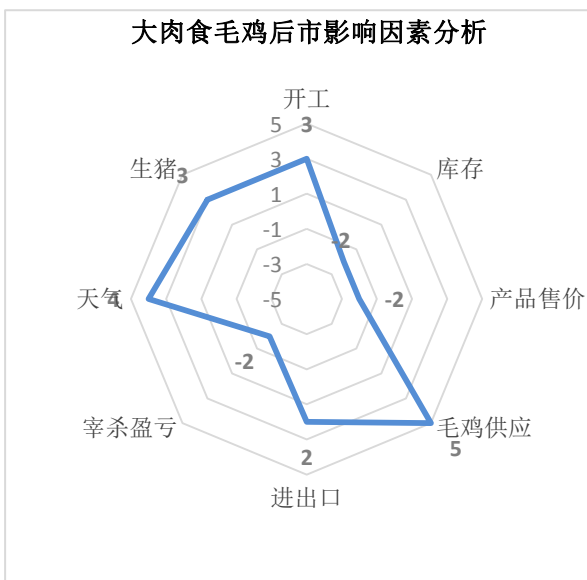 大肉食毛鸡后市影响因素分析
开工
5
3
生猪
3
3
库存
1
-1
-2
-3
天气
4
-5
-2
产品售价
-2
宰杀盈亏
毛鸡供应
5
2
进出口